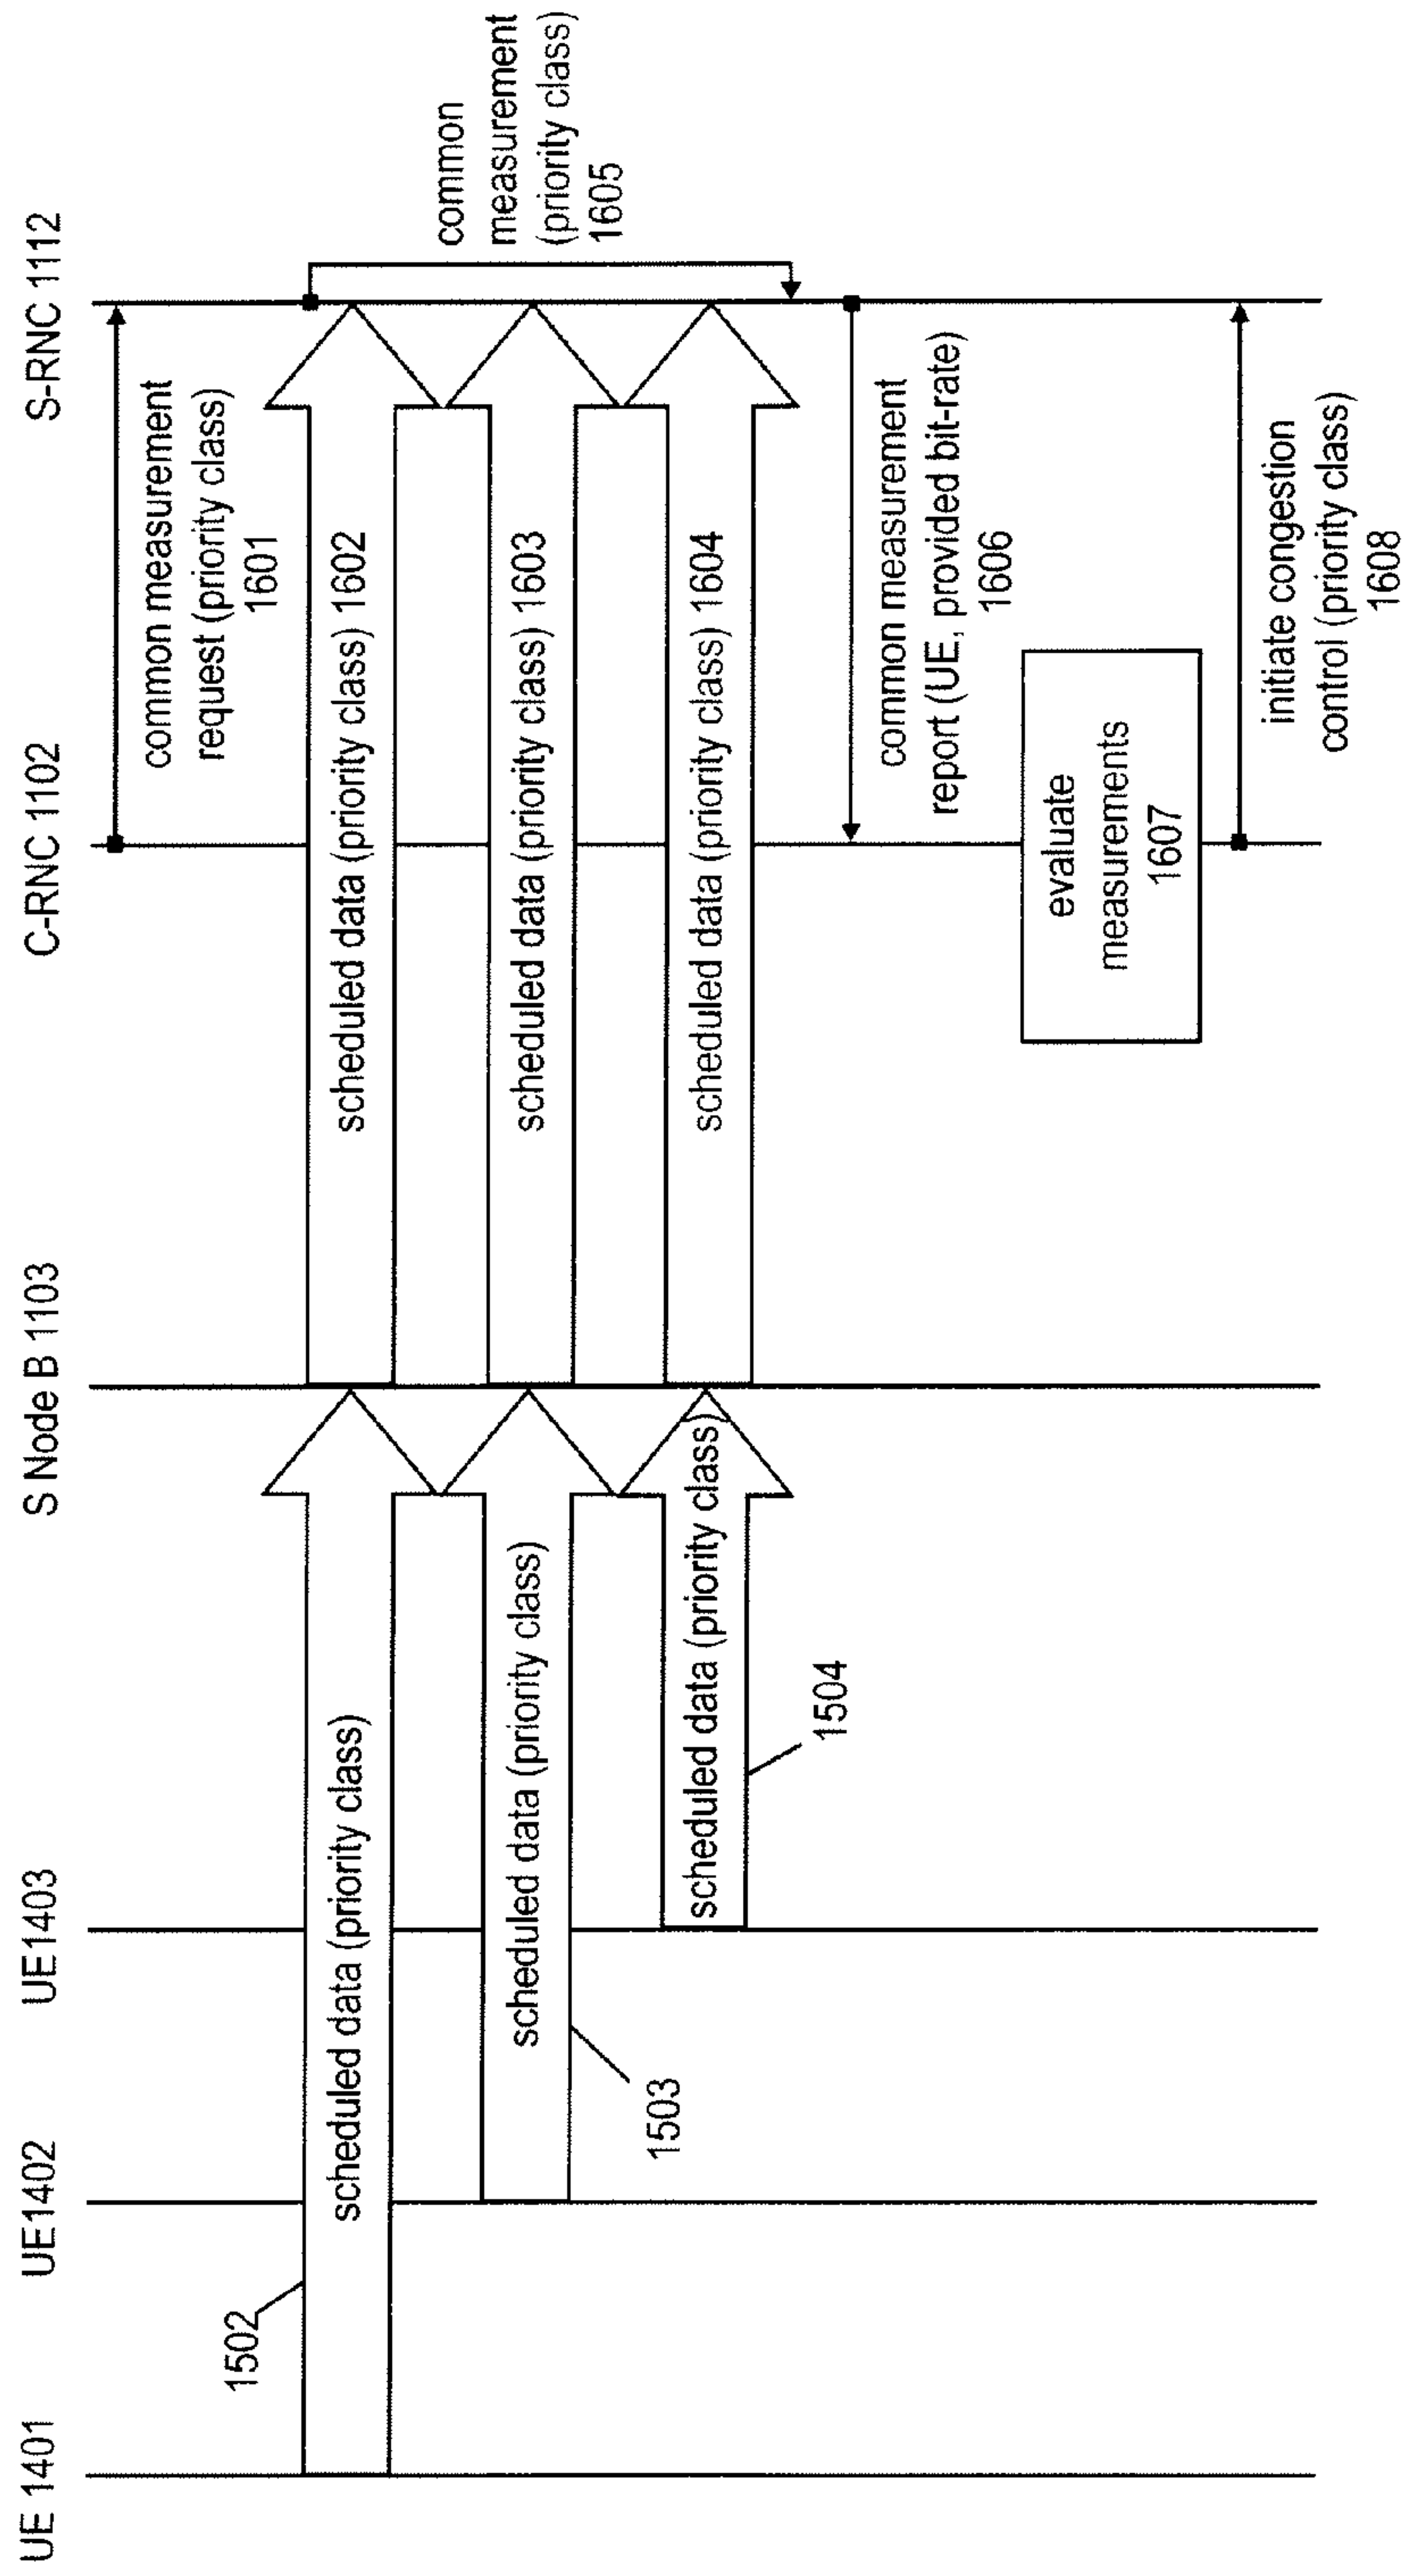 UE 1401
UE1402
UE1403
S Node B 1103
C-RNC 1102
S-RNC 1112
common measurement
request (priority class)
1601
1502
scheduled data (priority class)
scheduled data (priority class) 1602
scheduled data (priority class)
1503
scheduled data (priority class) 1603
scheduled data (priority class)
1504
scheduled data (priority class) 1604
common
measurement
(priority class)
1605
common measurement
report (UE, provided bit-rate)
1606
evaluate
measurements
1607
initiate congestion
control (priority class)
1608